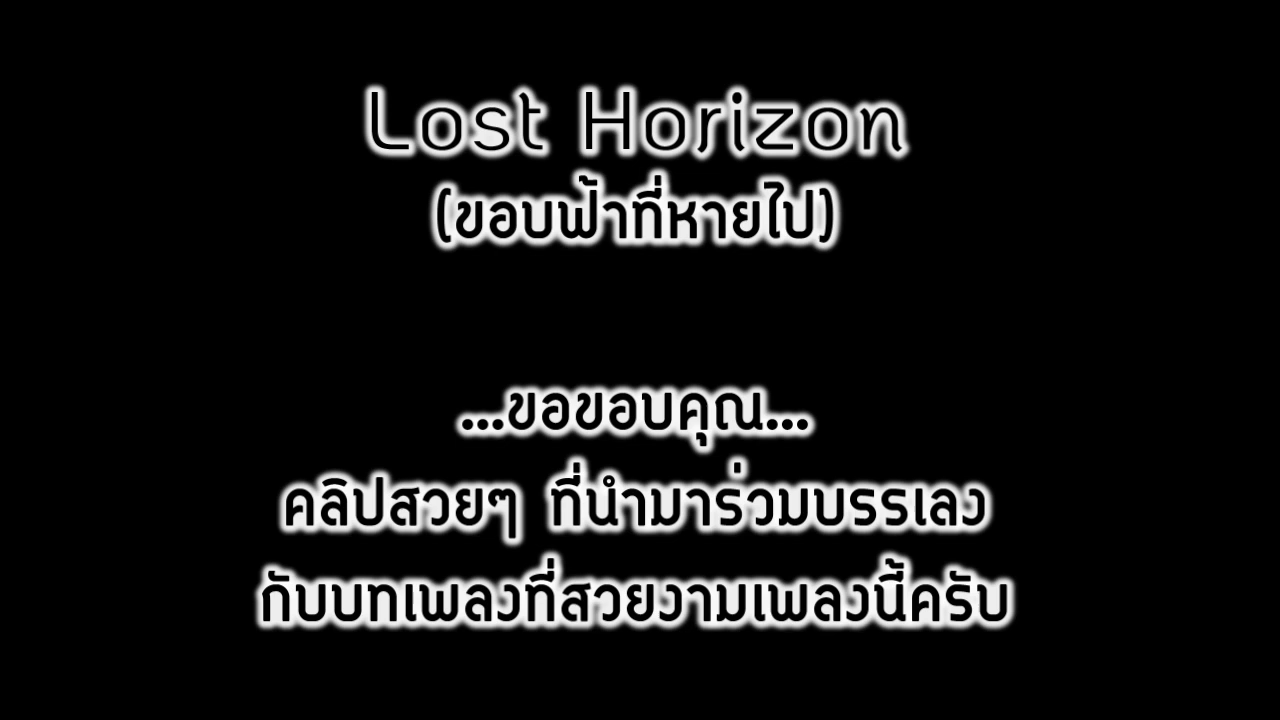 Lost Horizon
(ขอบฟ้าที่หายไป)
...ขอขอบคุณ...
คลิปสวยๆ ที่นำมาร่วมบรรเลง
กับบทเพลงที่สวยงามเพลงนี้ครับ